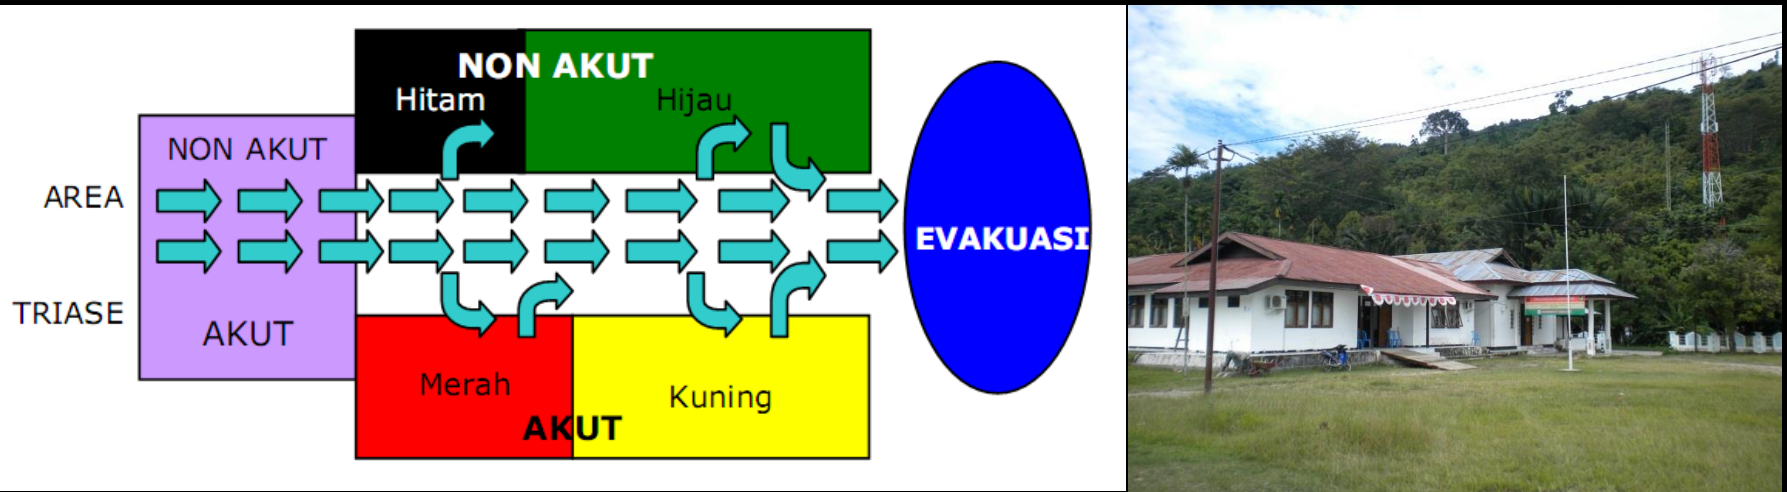 NON AKUT
Hitam
Hijau
NON AKUT
AREA
TRIASE
AKUT
EVAKUASI
Merah
Kuning
AKUT